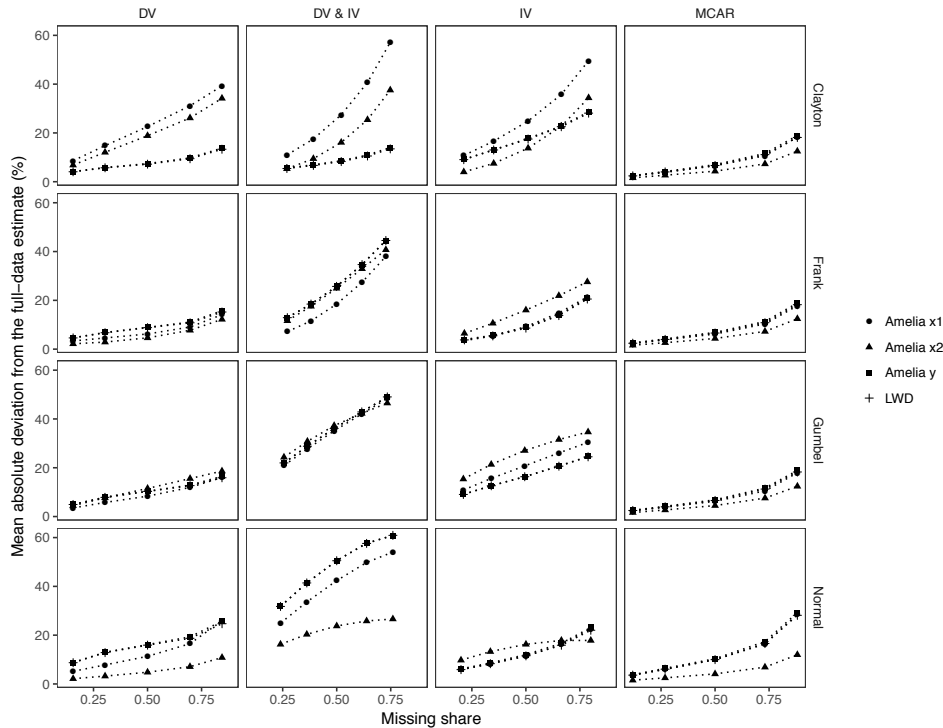 DV
DV & IV
IV
MCAR
60
40
20
0
Clayton
60
40
20
0
Frank
60
40
20
0
Gumbel
60
40
20
0
Normal
0.25 0.50 0.75
0.25 0.50 0.75
0.25 0.50 0.75
0.25 0.50 0.75
Missing share
Mean absolute deviation from the full−data estimate (%)
Amelia x1
Amelia x2
Amelia y
LWD